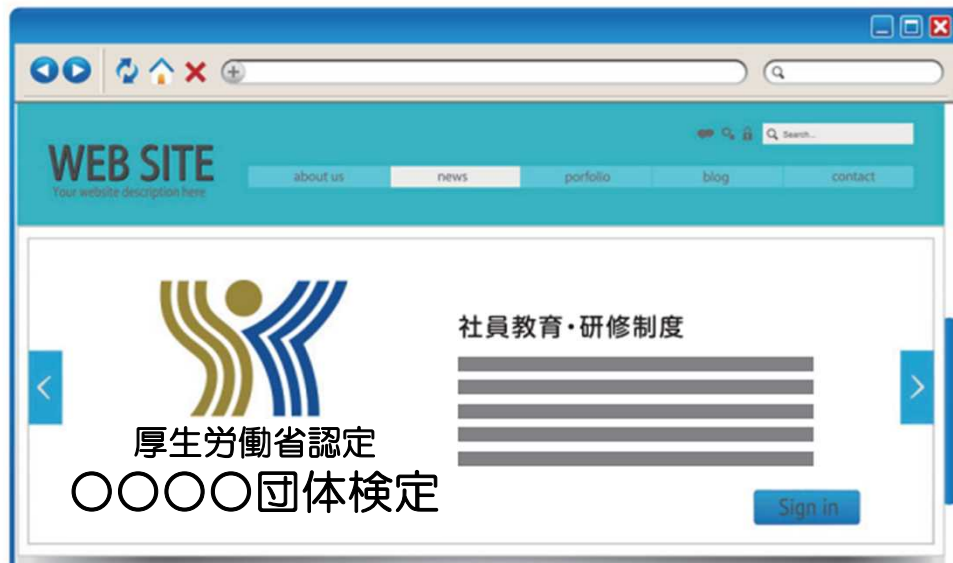 Search...
WEB SITE
Your website description here
about us
news
porfolio
blog
contact
社員教育・研修制度
厚生労働省認定
〇〇〇〇団体検定
Sign in